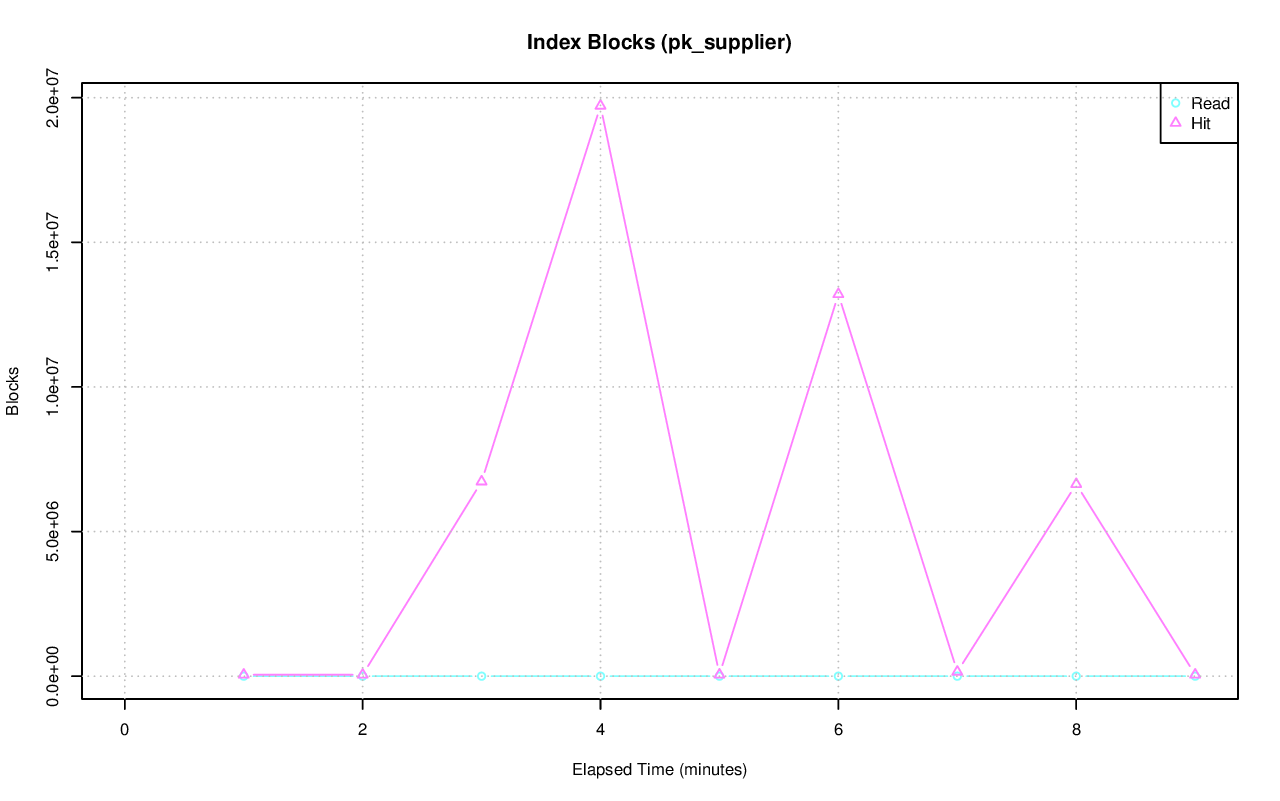 Index Blocks (pk_supplier)
Read
Hit
Blocks
2.0e+07
1.5e+07
1.0e+07
5.0e+06
0.0e+00
0 2 4 6 8
Elapsed Time (minutes)